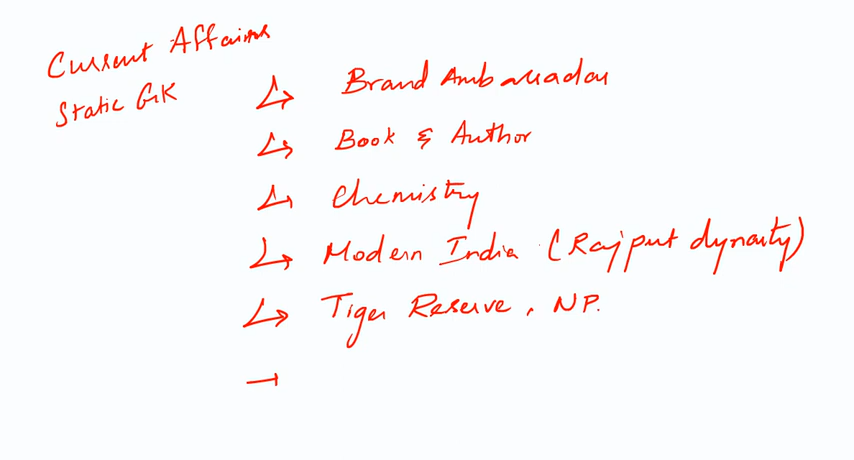 Current Affairs
Static GK
Brand Ambassador
Book & Author
Chemistry
Modern India (Rajput dynasty)
Tiger Reserve, NP.